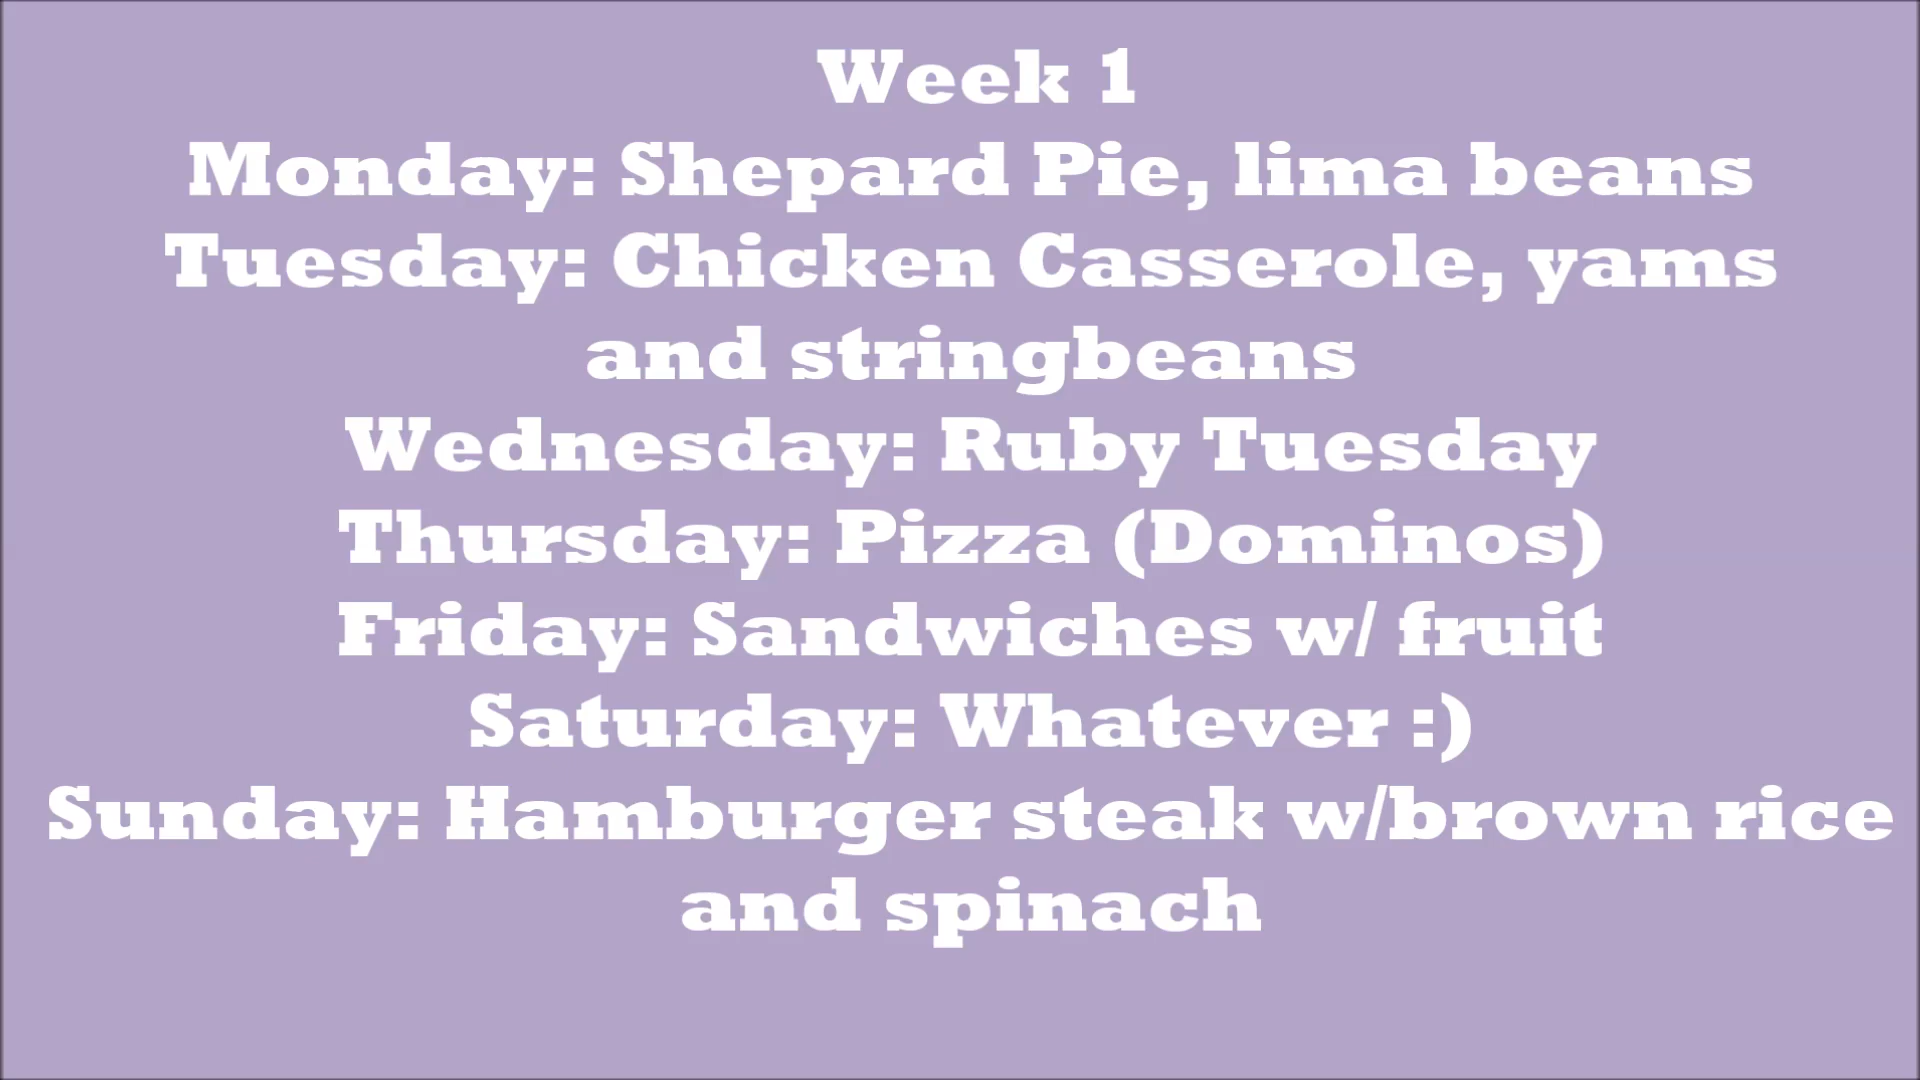 Week 1
Monday: Shepard Pie, lima beans
Tuesday: Chicken Casserole, yams
and stringbeans
Wednesday: Ruby Tuesday
Thursday: Pizza (Dominos)
Friday: Sandwiches w/ fruit
Saturday: Whatever :)
Sunday: Hamburger steak w/brown rice
and spinach